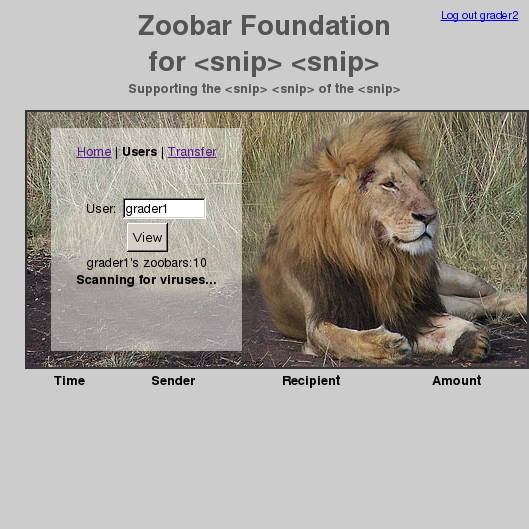 Log out grader2
Zoobar Foundation
for <snip> <snip>
Supporting the <snip> <snip> of the <snip>
Home | Users | Transfer
User: grader1
View
grader1's zoobars:10
Scanning for viruses...
Time Sender Recipient Amount